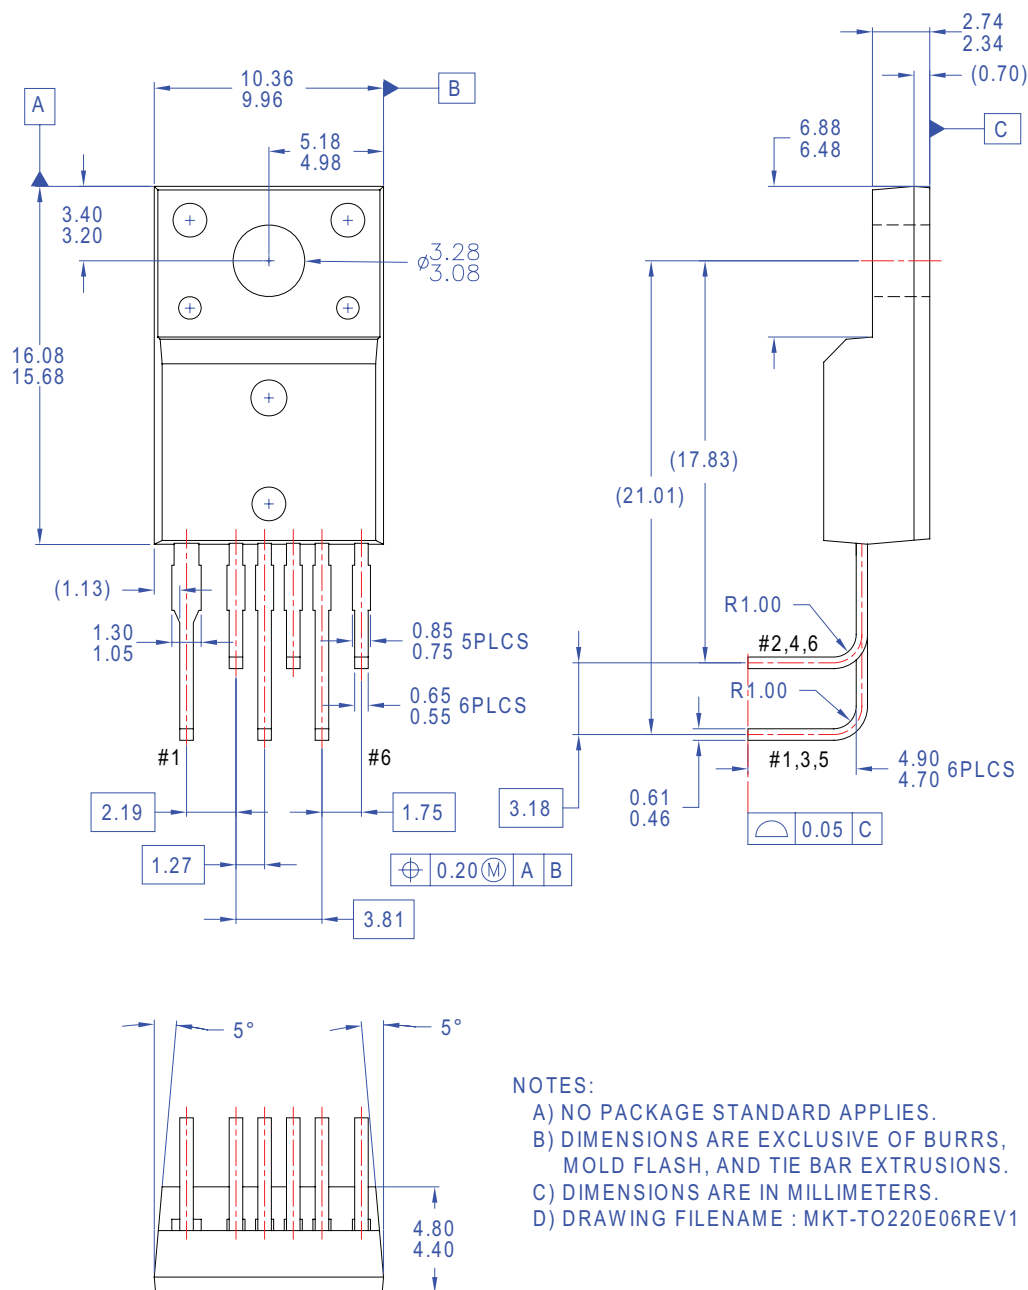 2.74
2.34
(0.70)
10.36
9.96
B
A
C
5.18
4.98
6.88
6.48
3.40
3.20
⌀3.28
3.08
16.08
15.68
(17.83)
(21.01)
(1.13)
R1.00
1.30
1.05
0.85
0.75 5PLCS
#2,4,6
0.65
0.55 6PLCS
R1.00
#1
#6
#1,3,5
4.90
4.70 6PLCS
2.19
1.75
3.18
0.61
0.46
⌓ 0.05 C
1.27
⌖ 0.20 Ⓜ A B
3.81
5°
5°
4.80
4.40
NOTES:
A) NO PACKAGE STANDARD APPLIES.
B) DIMENSIONS ARE EXCLUSIVE OF BURRS,
MOLD FLASH, AND TIE BAR EXTRUSIONS.
C) DIMENSIONS ARE IN MILLIMETERS.
D) DRAWING FILENAME : MKT-TO220E06REV1